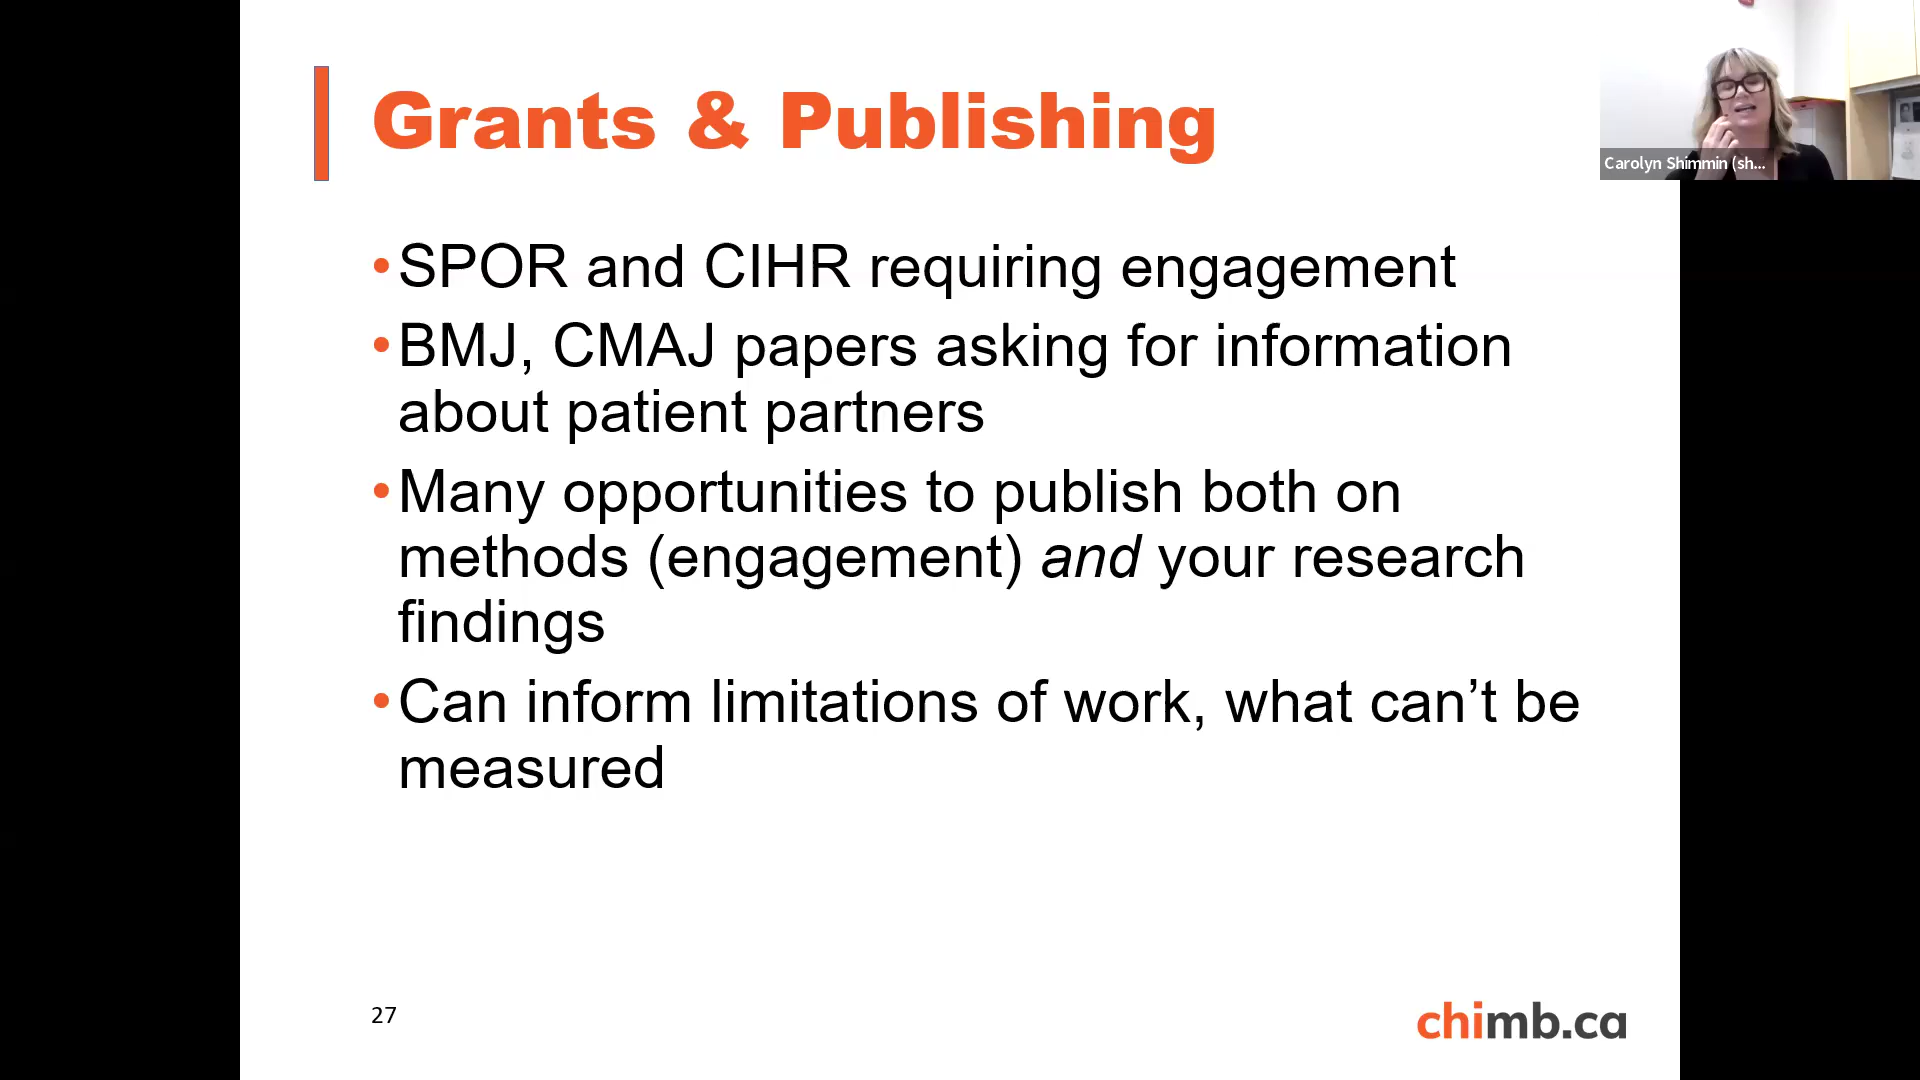 Grants & Publishing
Carolyn Shimmin (sh...
•SPOR and CIHR requiring engagement
•BMJ, CMAJ papers asking for information
about patient partners
•Many opportunities to publish both on
methods (engagement) and your research
findings
•Can inform limitations of work, what can’t be
measured
27
chimb.ca